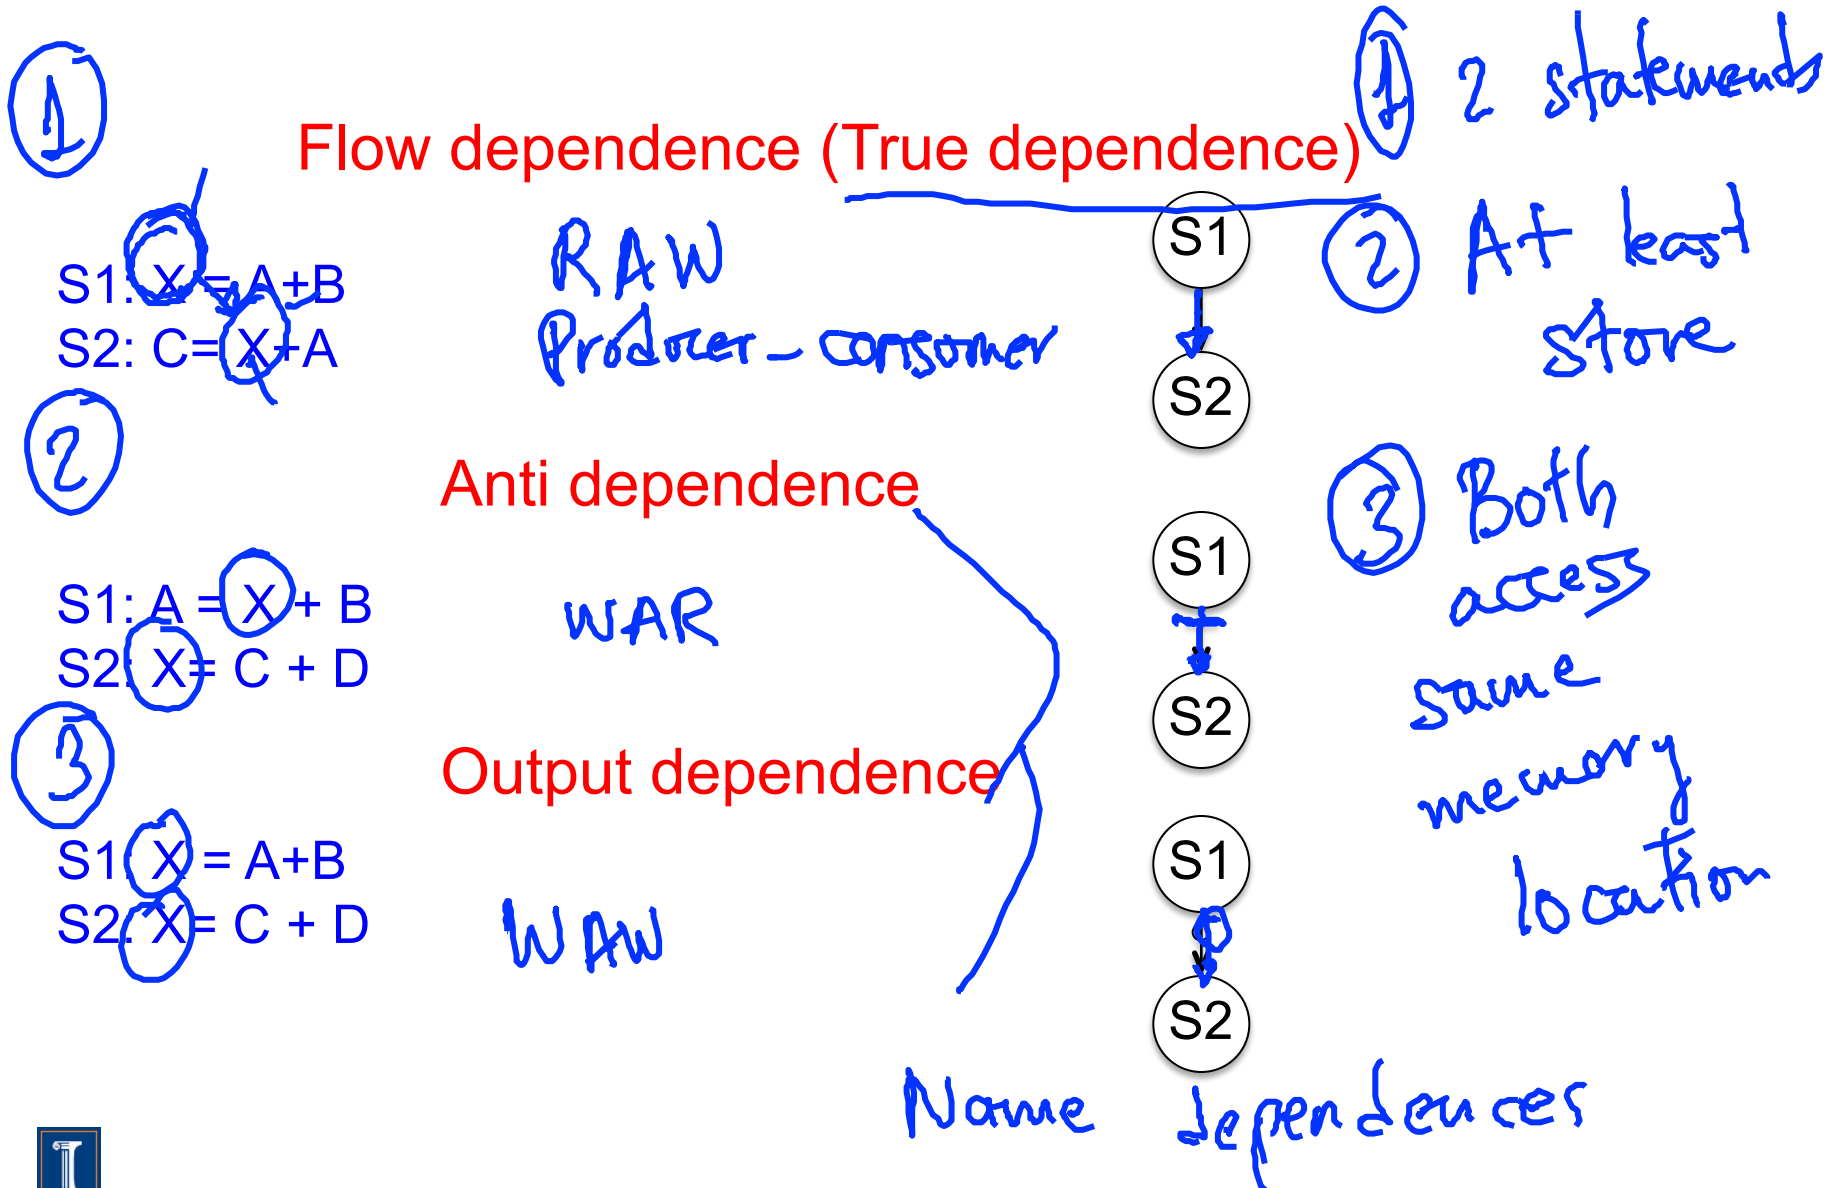 1
Flow dependence (True dependence)
1 2 statements
S1: X = A+B
S2: C= X+A
RAW
Producer-consumer
S1
S2
2 At least
store
2
Anti dependence
S1: A = X + B
S2: X= C + D
WAR
S1
S2
3 Both
access
same
memory
location
3
Output dependence
S1: X = A+B
S2: X= C + D
WAW
S1
S2
Name dependences
I